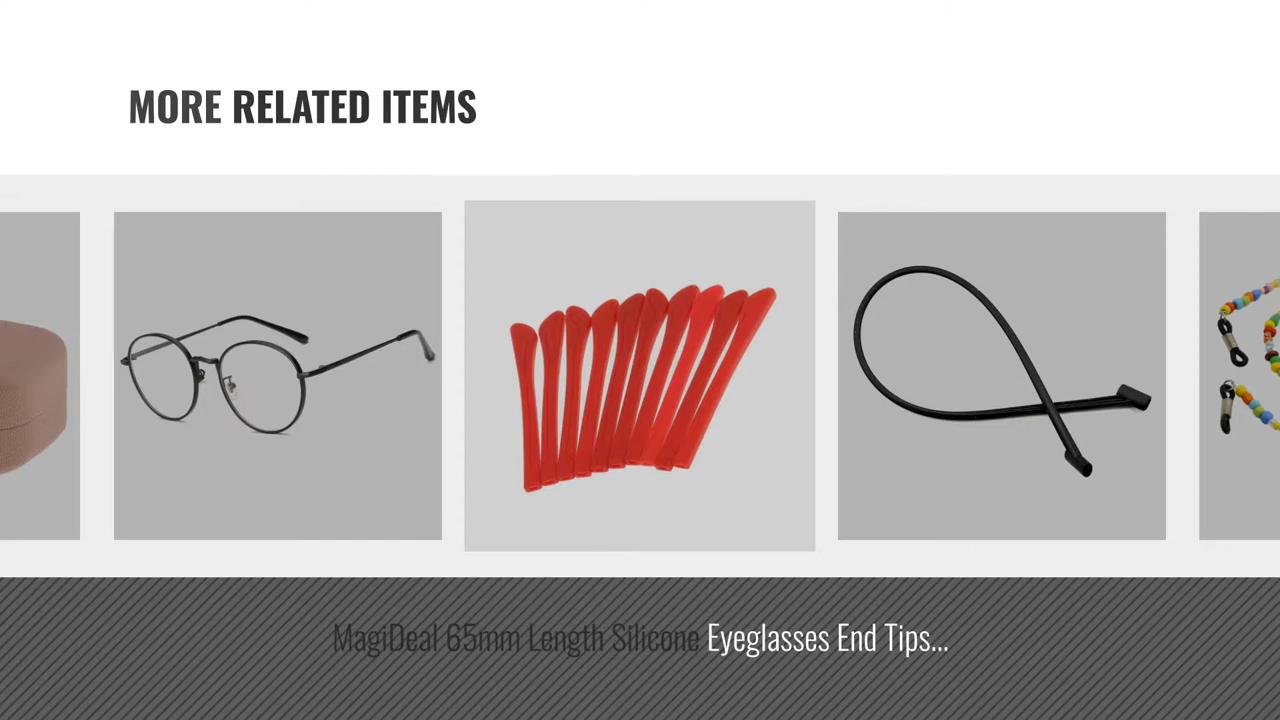 MORE RELATED ITEMS
MagiDeal 65mm Length Silicone Eyeglasses End Tips...